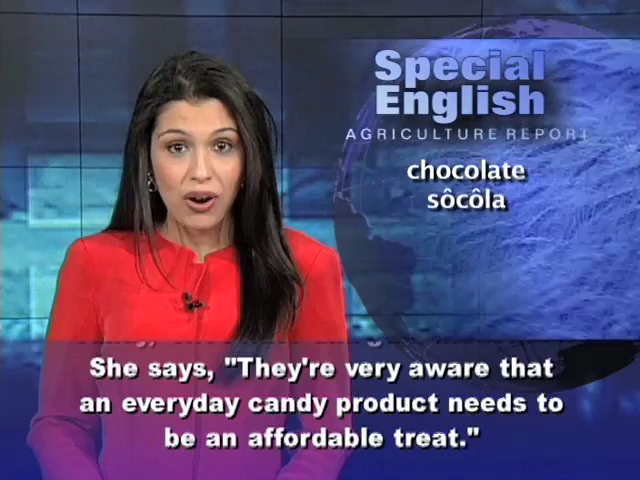 Special
English
AGRICULTURE REPORT
chocolate
sôcôla
She says, "They're very aware that
an everyday candy product needs to
be an affordable treat."